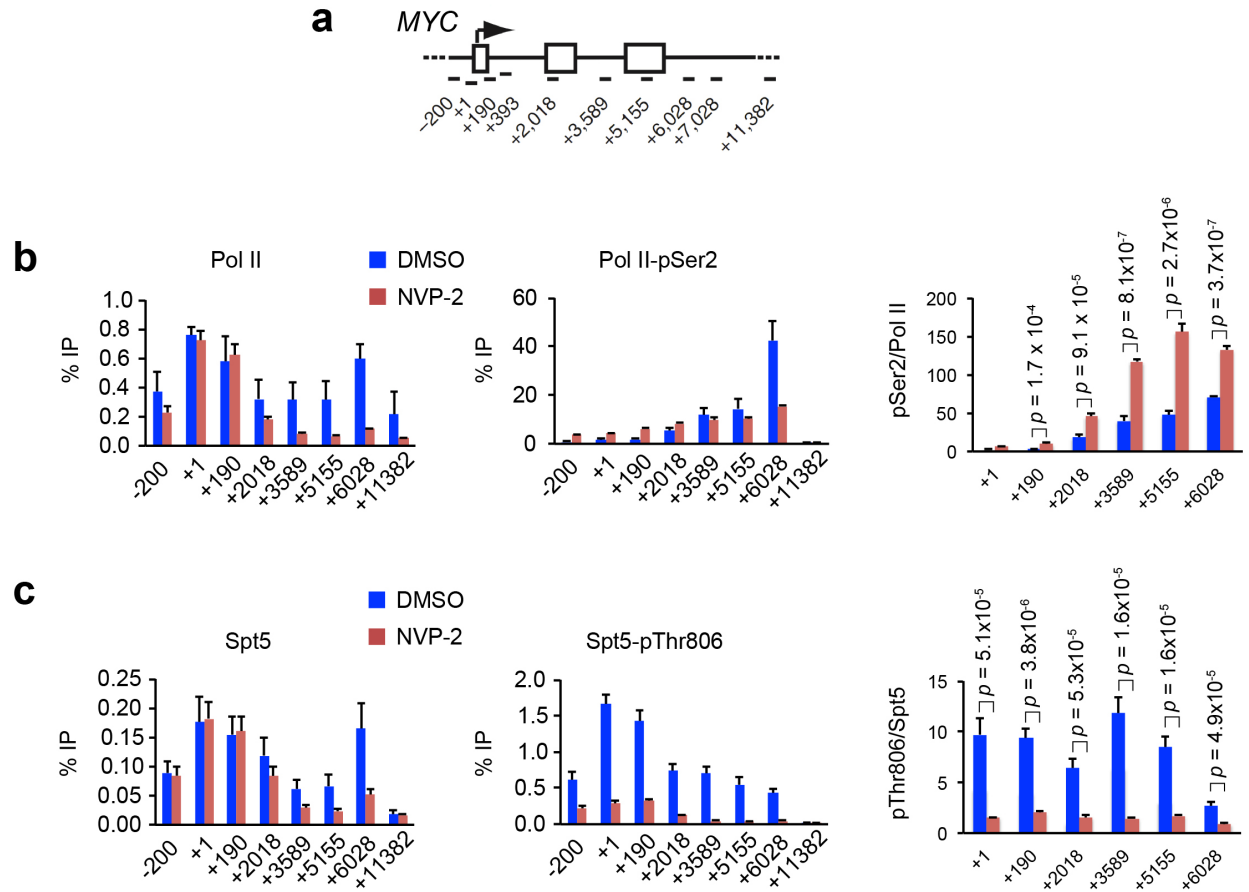 a
MYC
−200
+1
+190
+393
+2,018
+3,589
+5,155
+6,028
+7,028
+11,382
b
Pol II
DMSO
NVP-2
% IP
1.0
0.8
0.6
0.4
0.2
0.0
-200
+1
+190
+2018
+3589
+5155
+6028
+11382
Pol II-pSer2
% IP
60
40
20
0
-200
+1
+190
+2018
+3589
+5155
+6028
+11382
pSer2/Pol II
200
150
100
50
0
p = 1.7 x 10-4
p = 9.1 x 10-5
p = 8.1x10-7
p = 2.7x10-6
p = 3.7x10-7
+1
+190
+2018
+3589
+5155
+6028
c
Spt5
DMSO
NVP-2
% IP
0.25
0.20
0.15
0.10
0.05
0.00
-200
+1
+190
+2018
+3589
+5155
+6028
+11382
Spt5-pThr806
% IP
2.0
1.5
1.0
0.5
0.0
-200
+1
+190
+2018
+3589
+5155
+6028
+11382
pThr806/Spt5
15
10
5
0
p = 5.1x10-5
p = 3.8x10-6
p = 5.3x10-5
p = 1.6x10-5
p = 1.6x10-5
p = 4.9x10-5
+1
+190
+2018
+3589
+5155
+6028